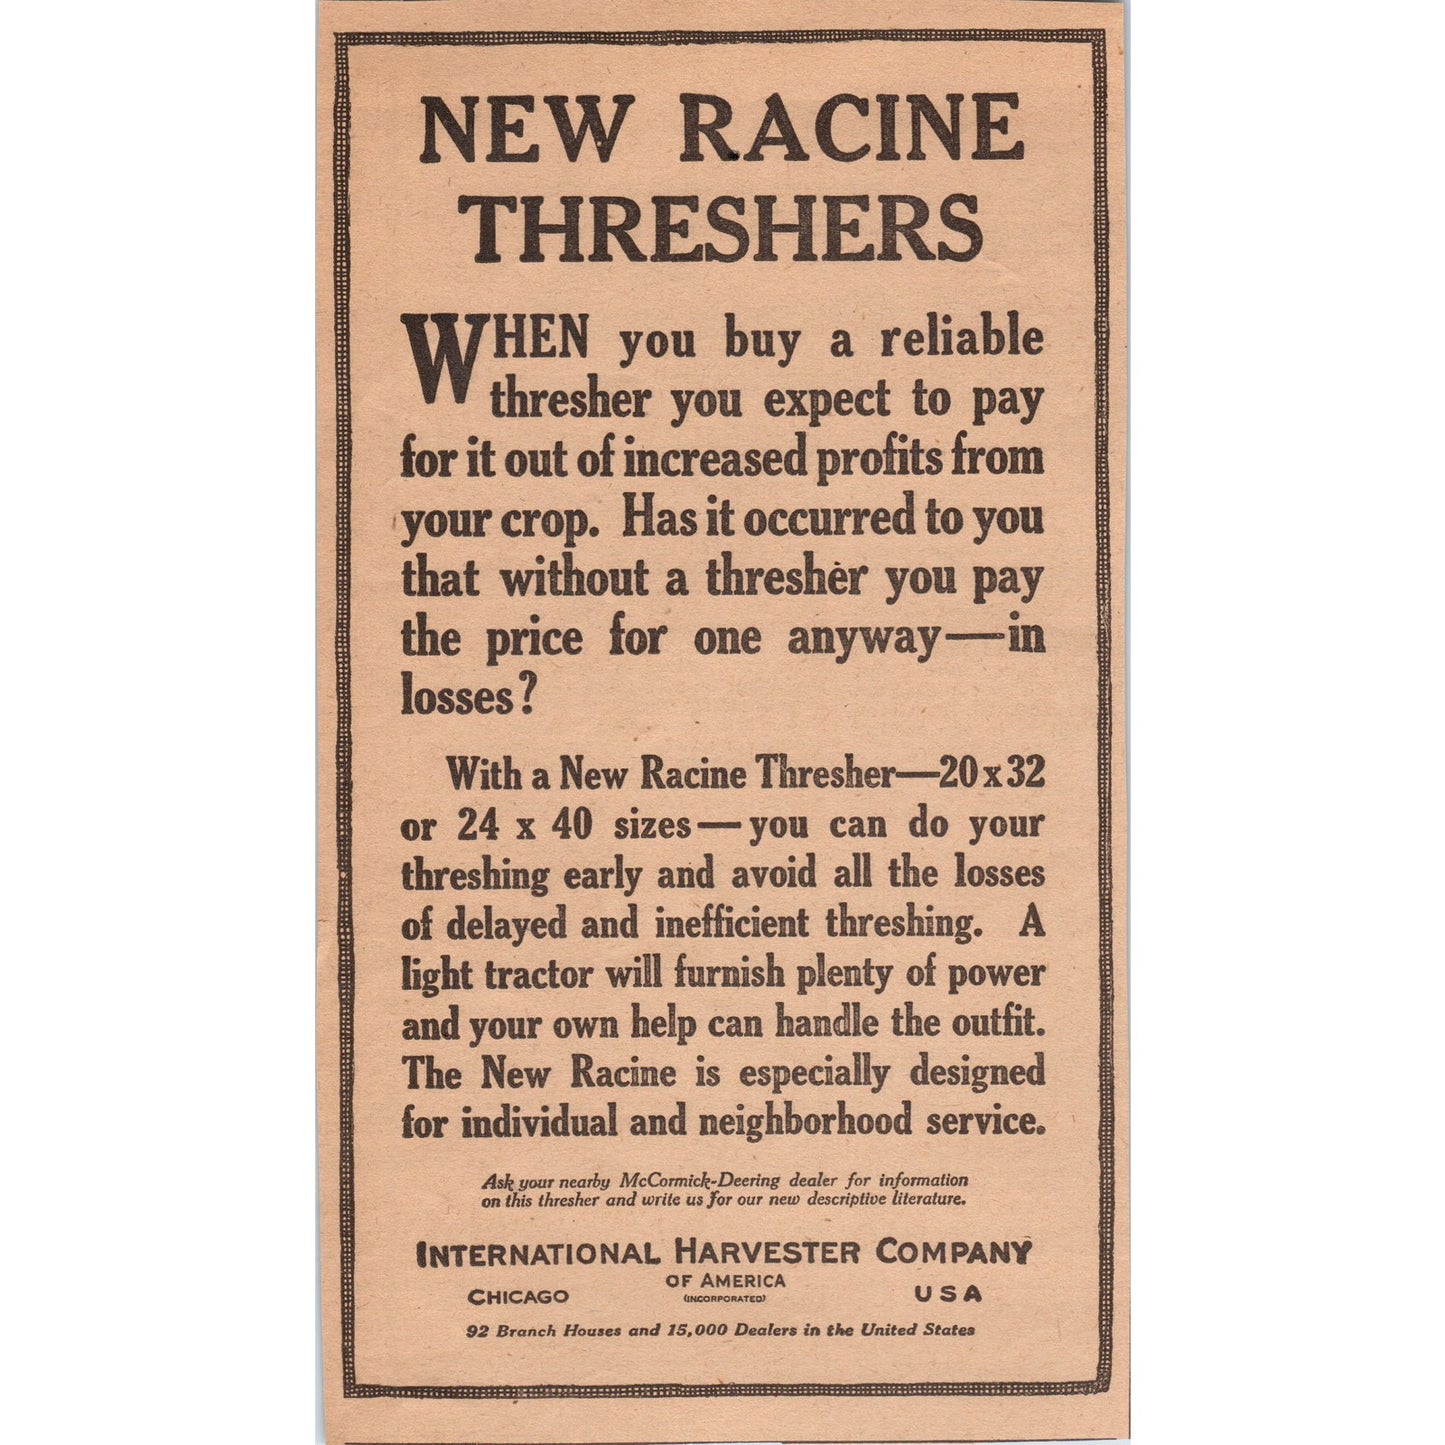 NEW RACINE
THRESHERS
WHEN you buy a reliable
thresher you expect to pay
for it out of increased profits from
your crop. Has it occurred to you
that without a thresher you pay
the price for one anyway—in
losses?
With a New Racine Thresher—20 x 32
or 24 x 40 sizes—you can do your
threshing early and avoid all the losses
of delayed and inefficient threshing. A
light tractor will furnish plenty of power
and your own help can handle the outfit.
The New Racine is especially designed
for individual and neighborhood service.
Ask your nearby McCormick-Deering dealer for information
on this thresher and write us for our new descriptive literature.
INTERNATIONAL HARVESTER COMPANY
OF AMERICA
CHICAGO (INCORPORATED) USA
92 Branch Houses and 15,000 Dealers in the United States